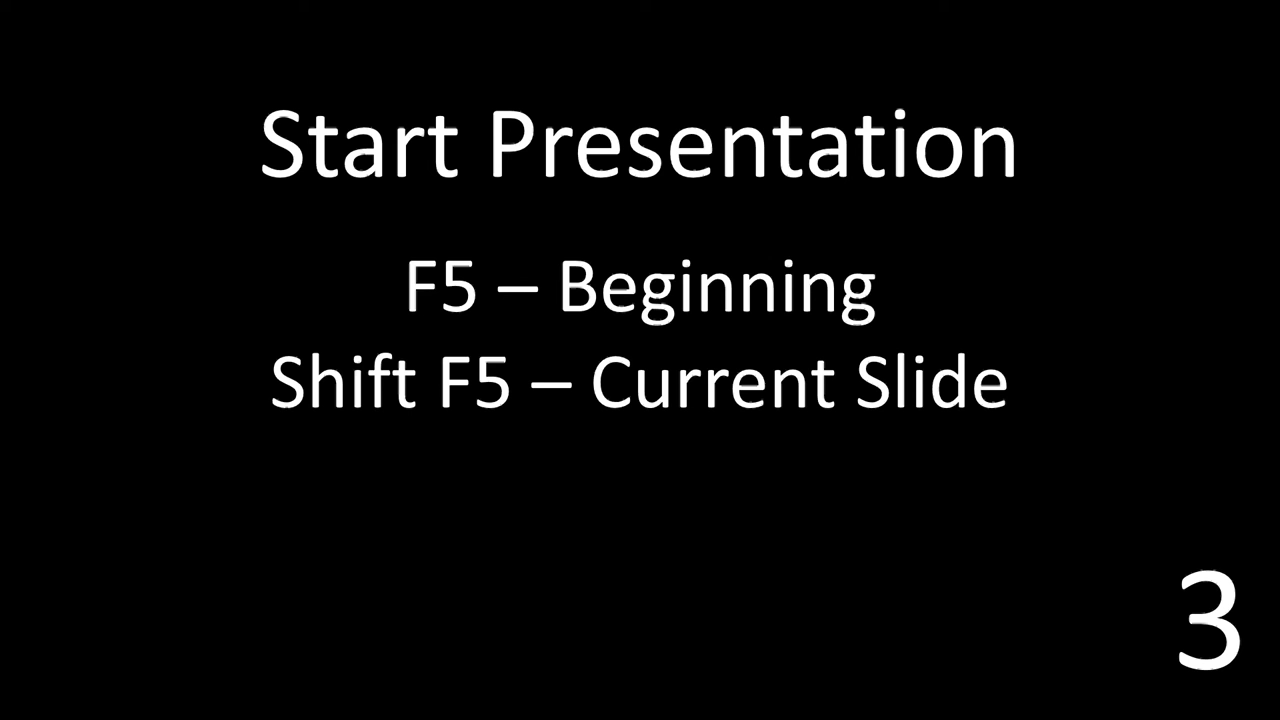 Start Presentation
F5 – Beginning
Shift F5 – Current Slide
3